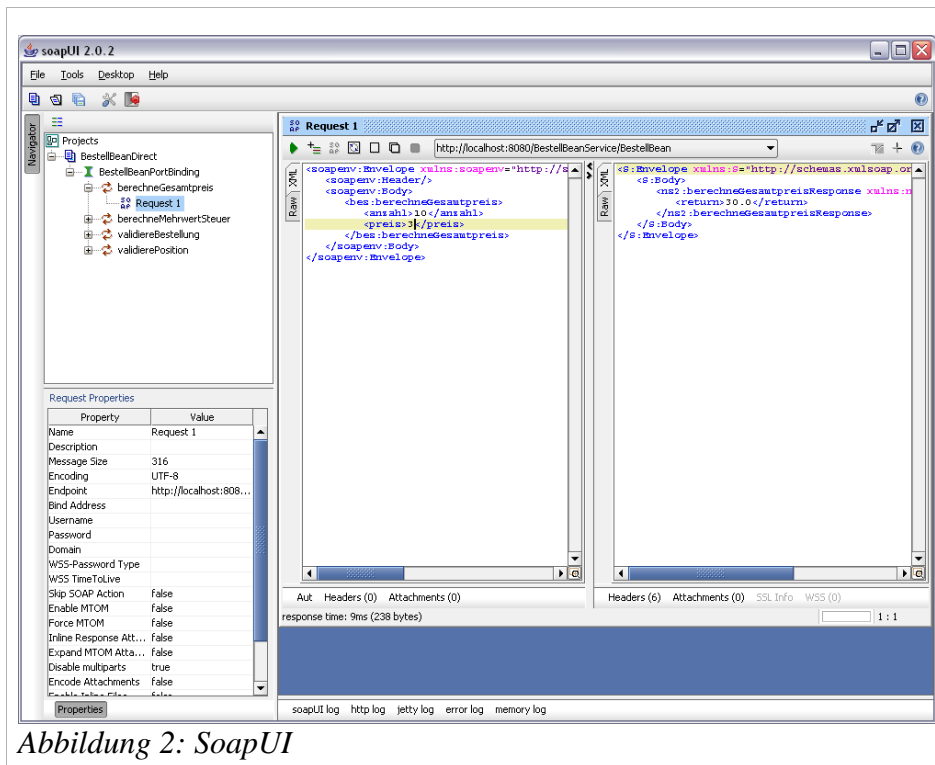 soapUI 2.0.2
File Tools Desktop Help
Navigator
Projects
BestellBeanDirect
BestellBeanPortBinding
berechneGesamtpreis
Request 1
berechneMehrwertSteuer
validiereBestellung
validierePosition
Request Properties
Property Value
Name Request 1
Description
Message Size 316
Encoding UTF-8
Endpoint http://localhost:808...
Bind Address
Username
Password
Domain
WSS-Password Type
WSS TimeToLive
Skip SOAP Action false
Enable MTOM false
Force MTOM false
Inline Response Att... false
Expand MTOM Atta... false
Disable multiparts true
Encode Attachments false
Properties
Request 1
http://localhost:8080/BestellBeanService/BestellBean
XML
Raw
<soapenv:Envelope xmlns:soapenv="http://s
<soapenv:Header/>
<soapenv:Body>
<bes:berechneGesamtpreis>
<anzahl>10</anzahl>
<preis>3</preis>
</bes:berechneGesamtpreis>
</soapenv:Body>
</soapenv:Envelope>
XML
Raw
<S:Envelope xmlns:S="http://schemas.xmlsoap.or
<S:Body>
<ns2:berechneGesamtpreisResponse xmlns:n
<return>30.0</return>
</ns2:berechneGesamtpreisResponse>
</S:Body>
</S:Envelope>
Aut Headers (0) Attachments (0)
Headers (6) Attachments (0) SSL Info WSS (0)
response time: 9ms (238 bytes)
1 : 1
soapUI log http log jetty log error log memory log
Abbildung 2: SoapUI